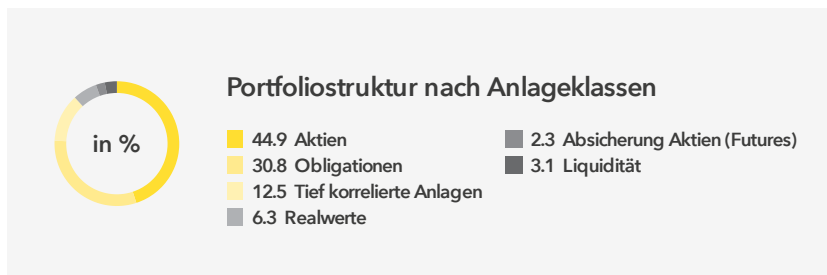 Portfoliostruktur nach Anlageklassen
in %
44.9 Aktien
30.8 Obligationen
12.5 Tief korrelierte Anlagen
6.3 Realwerte
2.3 Absicherung Aktien (Futures)
3.1 Liquidität